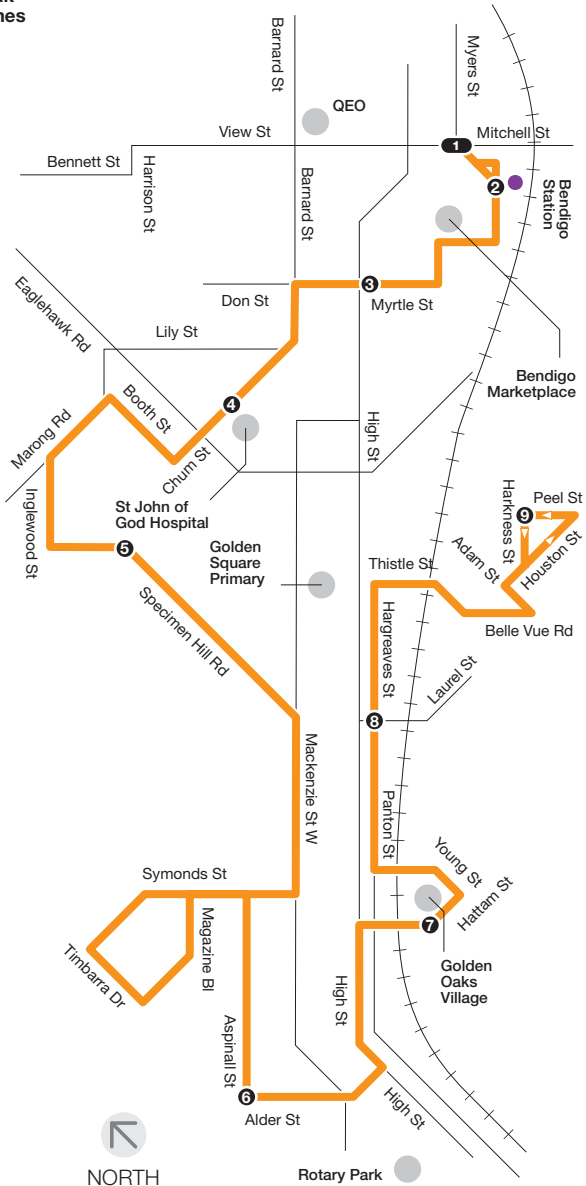 nes
Barnard St
Myers St
QEO
View St
1
Mitchell St
Bennett St
Harrison St
Barnard St
2
Bendigo
Station
Don St
3
Myrtle St
Eaglehawk Rd
Lily St
Bendigo
Marketplace
Booth St
4
High St
Marong Rd
Chum St
Inglewood St
St John of
God Hospital
9
Peel St
Harkness St
5
Golden
Square
Primary
Thistle St
Adam St
Houston St
Specimen Hill Rd
Hargreaves St
Belle Vue Rd
Laurel St
8
Mackenzie St W
Panton St
Young St
Symonds St
Hattam St
Magazine Bl
7
Timbarra Dr
High St
Golden
Oaks
Village
Aspinall St
6
Alder St
High St
NORTH
Rotary Park